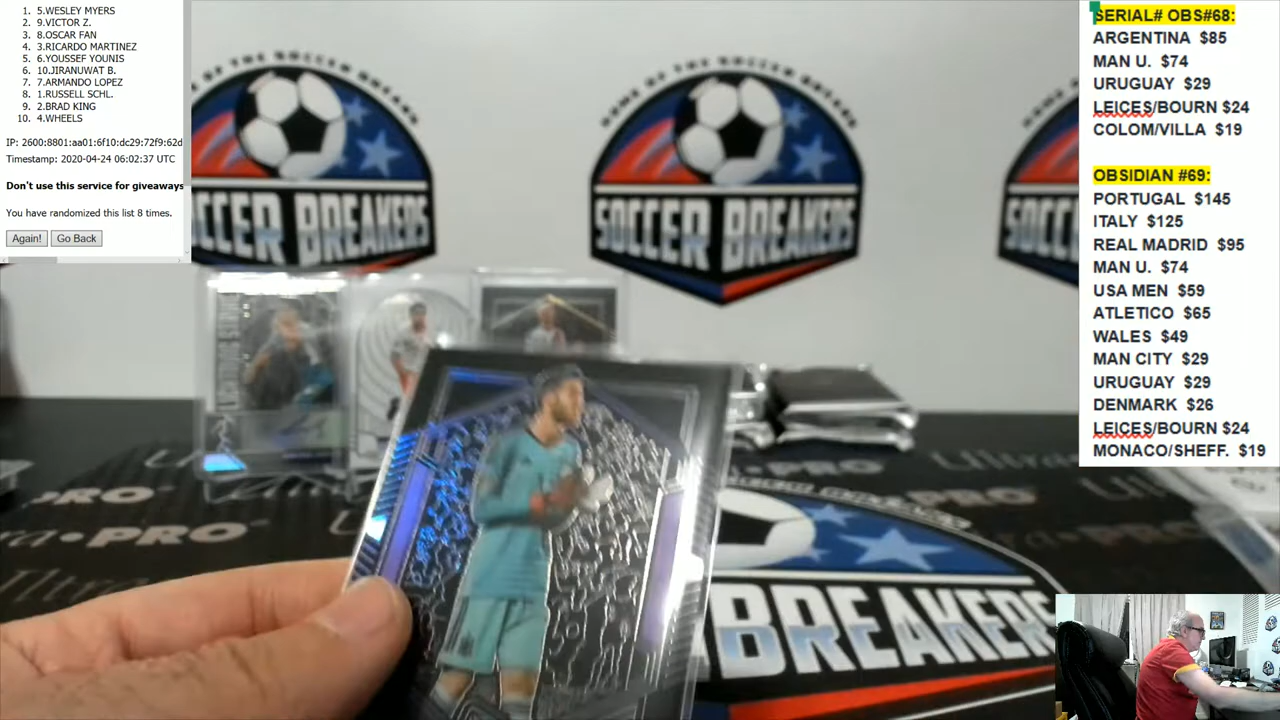 1. 5.WESLEY MYERS
2. 9.VICTOR Z.
3. 8.OSCAR FAN
4. 3.RICARDO MARTINEZ
5. 6.YOUSSEF YOUNIS
6. 10.JIRANUWAT B.
7. 7.ARMANDO LOPEZ
8. 1.RUSSELL SCHL.
9. 2.BRAD KING
10. 4.WHEELS
IP: 2600:8801:aa01:6f10:dc29:72f9:62d
Timestamp: 2020-04-24 06:02:37 UTC
Don't use this service for giveaways
You have randomized this list 8 times.
Again! Go Back
SERIAL# OBS#68:
ARGENTINA $85
MAN U. $74
URUGUAY $29
LEICES/BOURN $24
COLOM/VILLA $19
OBSIDIAN #69:
PORTUGAL $145
ITALY $125
REAL MADRID $95
MAN U. $74
USA MEN $59
ATLETICO $65
WALES $49
MAN CITY $29
URUGUAY $29
DENMARK $26
LEICES/BOURN $24
MONACO/SHEFF. $19
SOCCER BREAKERS
SOCCER BREAKERS
SOCC
BREAKERS
Ultra PRO
PRO